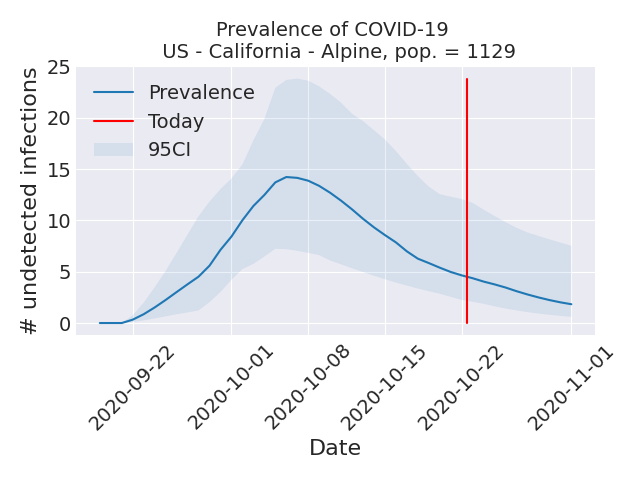 Prevalence of COVID-19
US - California - Alpine, pop. = 1129
# undetected infections
25
20
15
10
5
0
Prevalence
Today
95CI
2020-09-22
2020-10-01
2020-10-08
2020-10-15
2020-10-22
2020-11-01
Date